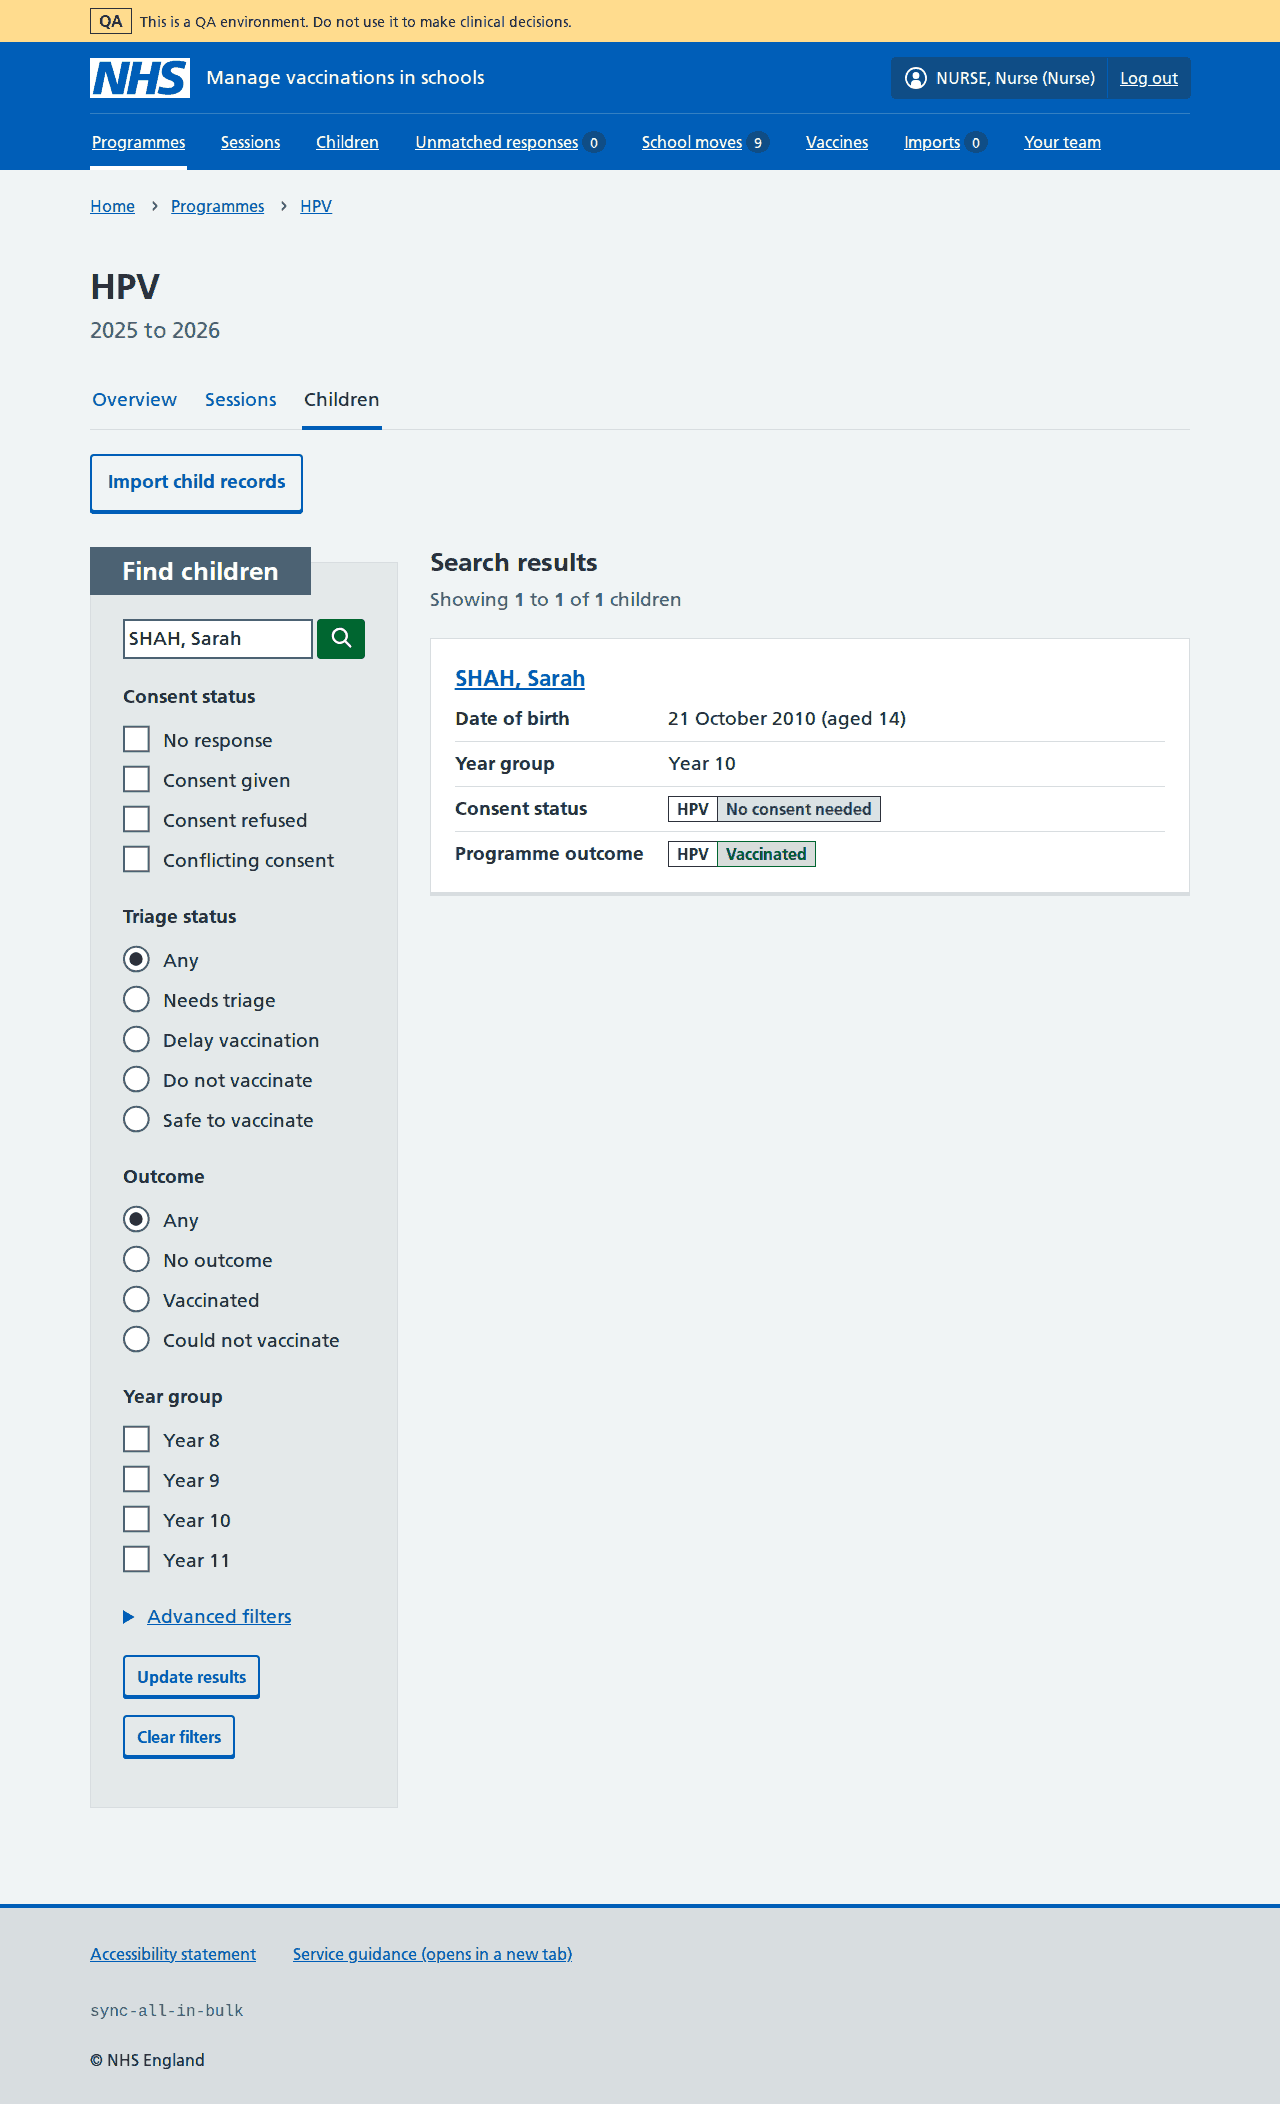 QA This is a QA environment. Do not use it to make clinical decisions.
NHS Manage vaccinations in schools NURSE, Nurse (Nurse) Log out
Programmes Sessions Children Unmatched responses 0 School moves 9 Vaccines Imports 0 Your team
Home Programmes HPV
HPV
2025 to 2026
Overview Sessions Children
Import child records
Find children
SHAH, Sarah
Consent status
No response
Consent given
Consent refused
Conflicting consent
Triage status
Any
Needs triage
Delay vaccination
Do not vaccinate
Safe to vaccinate
Outcome
Any
No outcome
Vaccinated
Could not vaccinate
Year group
Year 8
Year 9
Year 10
Year 11
Advanced filters
Update results
Clear filters
Search results
Showing 1 to 1 of 1 children
SHAH, Sarah
Date of birth 21 October 2010 (aged 14)
Year group Year 10
Consent status HPV No consent needed
Programme outcome HPV Vaccinated
Accessibility statement Service guidance (opens in a new tab)
sync-all-in-bulk
© NHS England